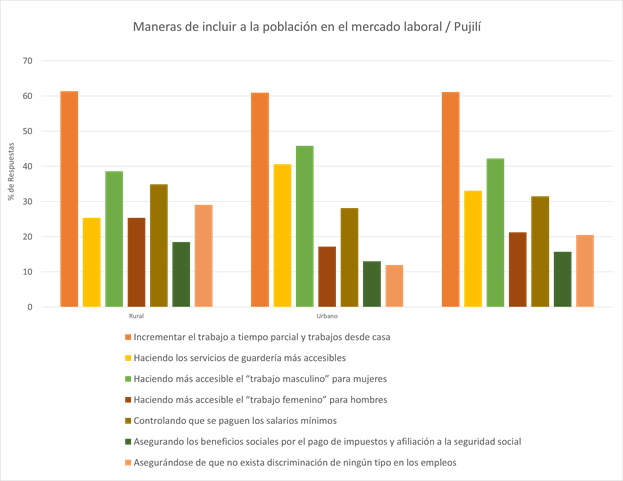 Maneras de incluir a la población en el mercado laboral / Pujilí
70
60
50
40
30
20
10
0
% de Respuestas
Rural
Urbano
Incrementar el trabajo a tiempo parcial y trabajos desde casa
Haciendo los servicios de guardería más accesibles
Haciendo más accesible el “trabajo masculino” para mujeres
Haciendo más accesible el “trabajo femenino” para hombres
Controlando que se paguen los salarios mínimos
Asegurando los beneficios sociales por el pago de impuestos y afiliación a la seguridad social
Asegurándose de que no exista discriminación de ningún tipo en los empleos